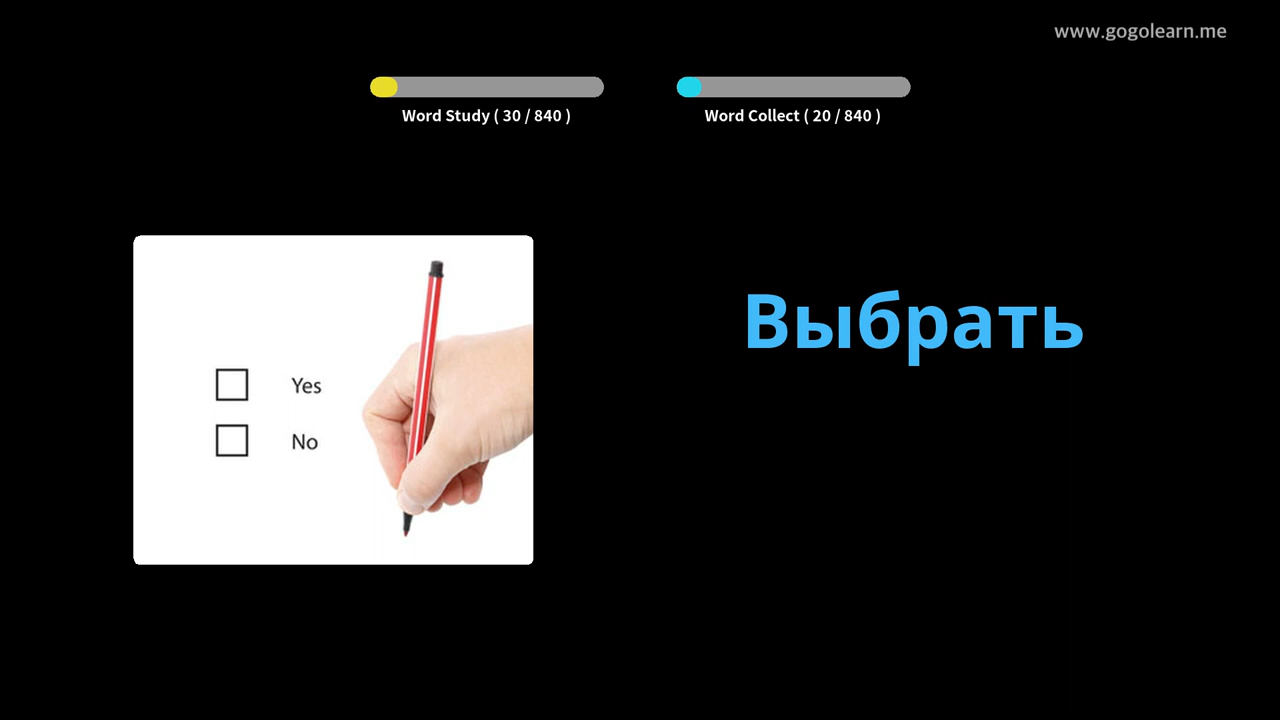 www.gogolearn.me
Word Study ( 30 / 840 )
Word Collect ( 20 / 840 )
Yes
No
Выбрать